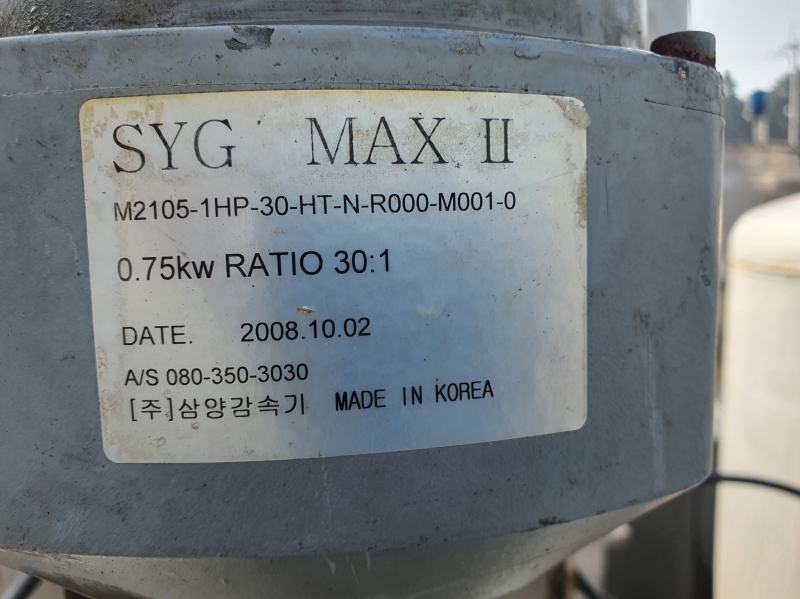 SYG MAX II
M2105-1HP-30-HT-N-R000-M001-0
0.75kw RATIO 30:1
DATE. 2008.10.02
A/S 080-350-3030
[주]삼양감속기 MADE IN KOREA